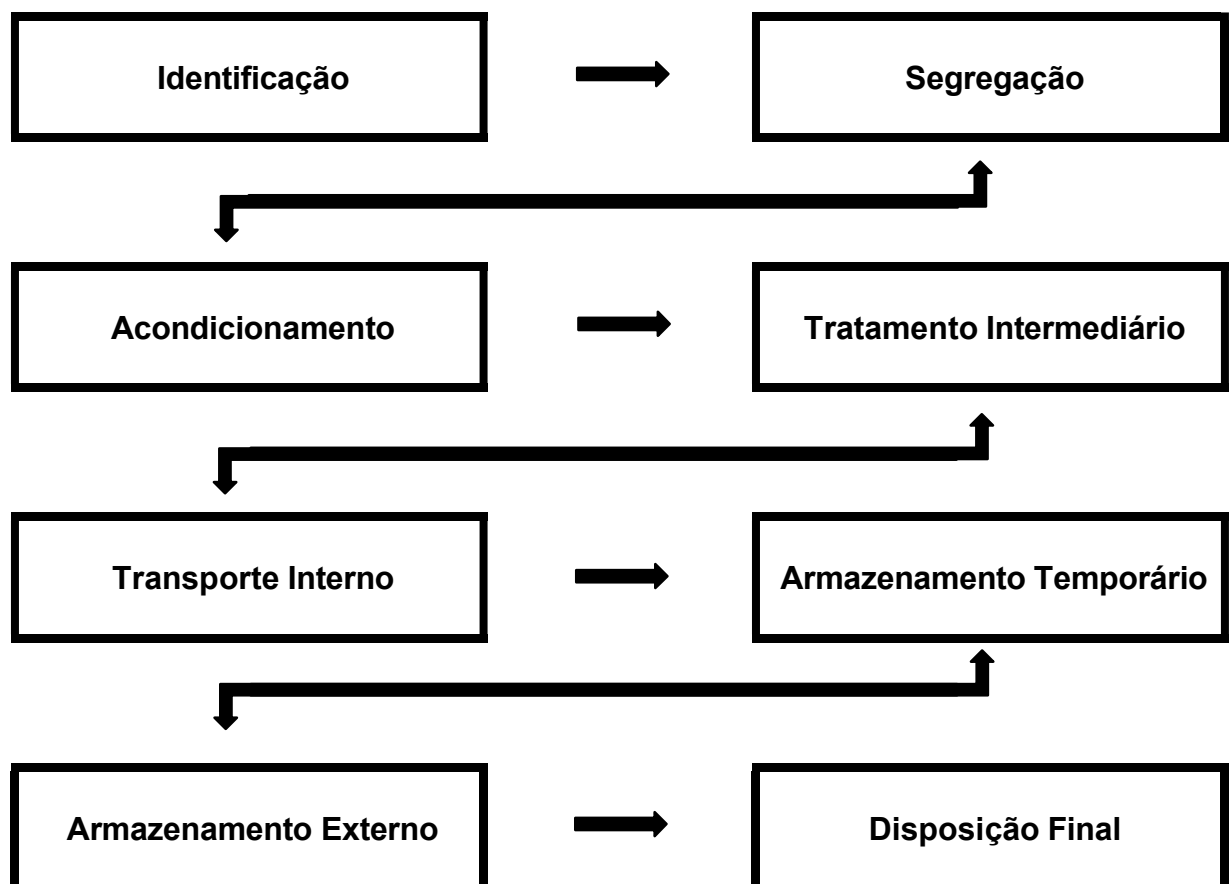 Identificação
Segregação
Acondicionamento
Tratamento Intermediário
Transporte Interno
Armazenamento Temporário
Armazenamento Externo
Disposição Final